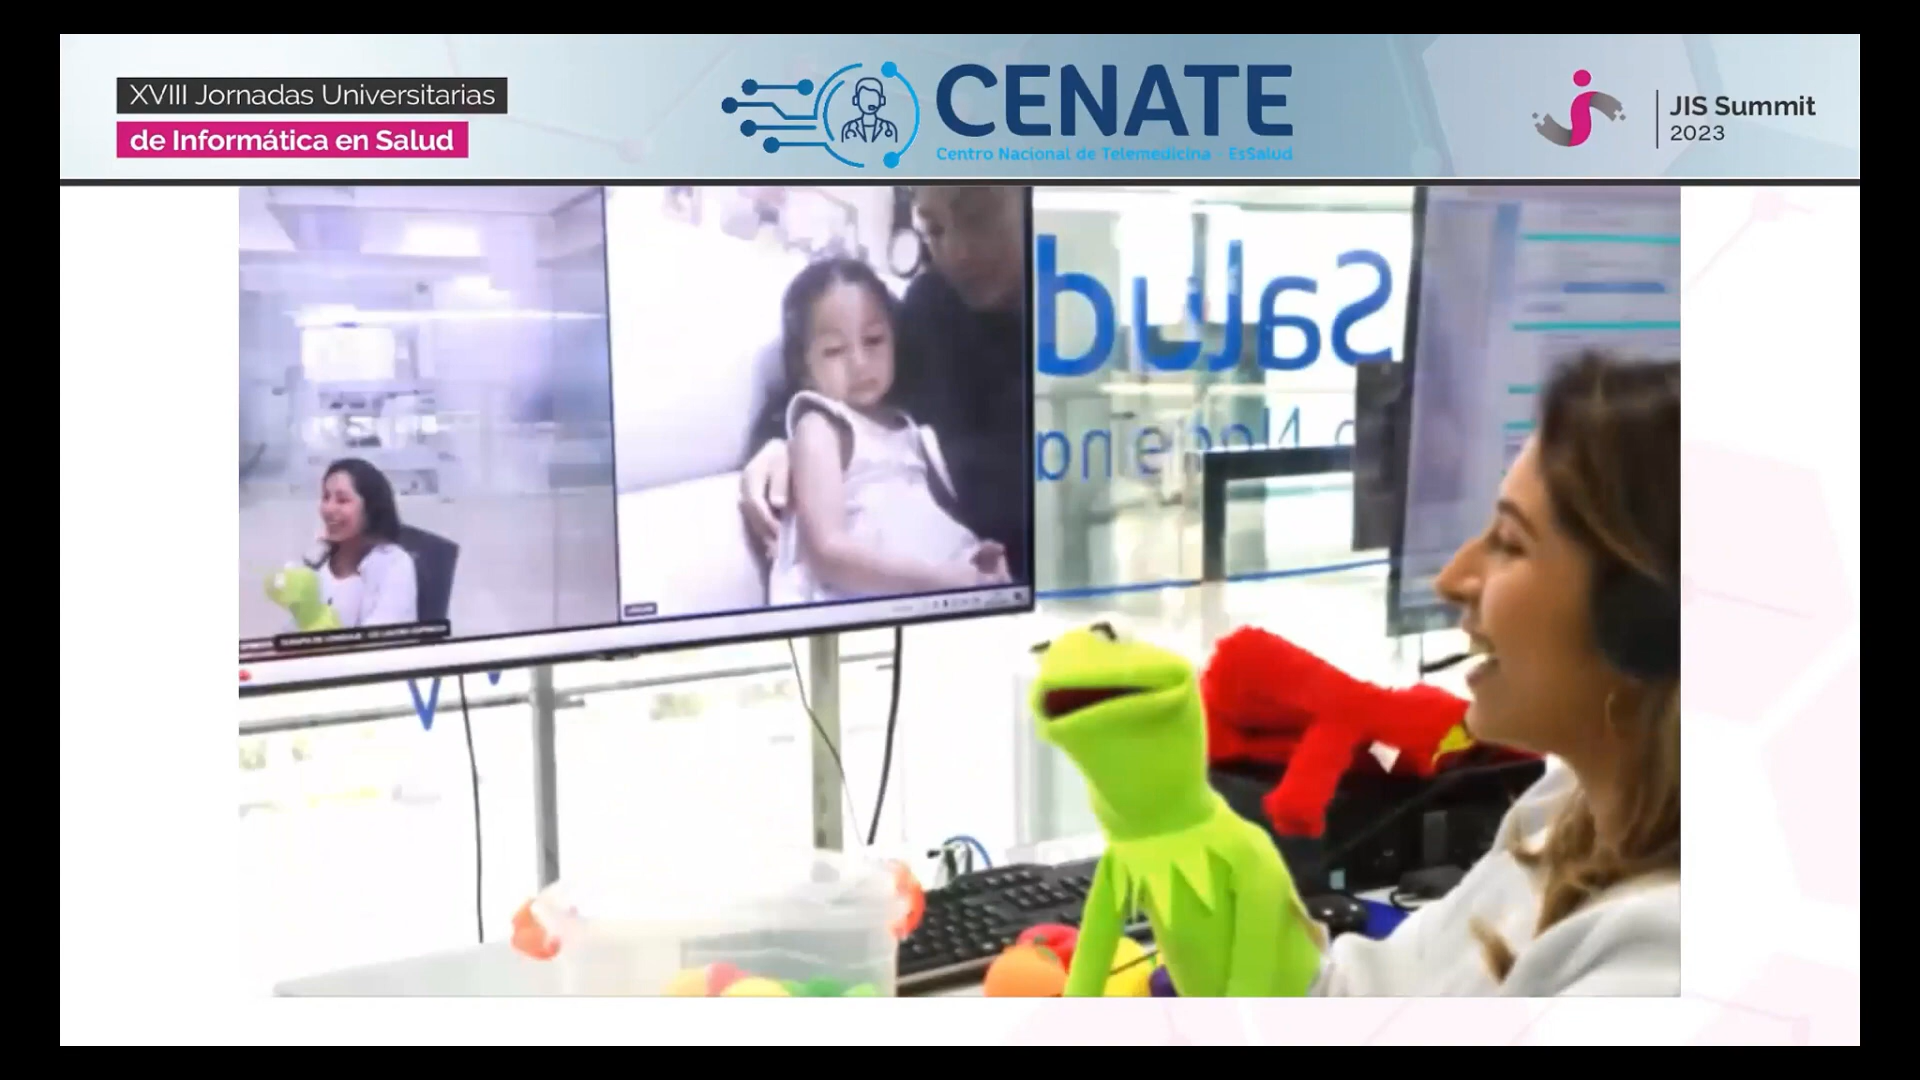 XVIII Jornadas Universitarias
de Informática en Salud
CENATE
Centro Nacional de Telemedicina - EsSalud
JIS Summit
2023
Salud